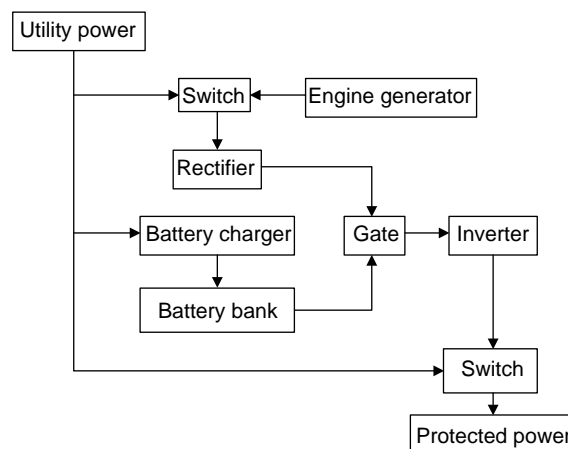 Utility power
Switch
Engine generator
Rectifier
Battery charger
Gate
Inverter
Battery bank
Switch
Protected power